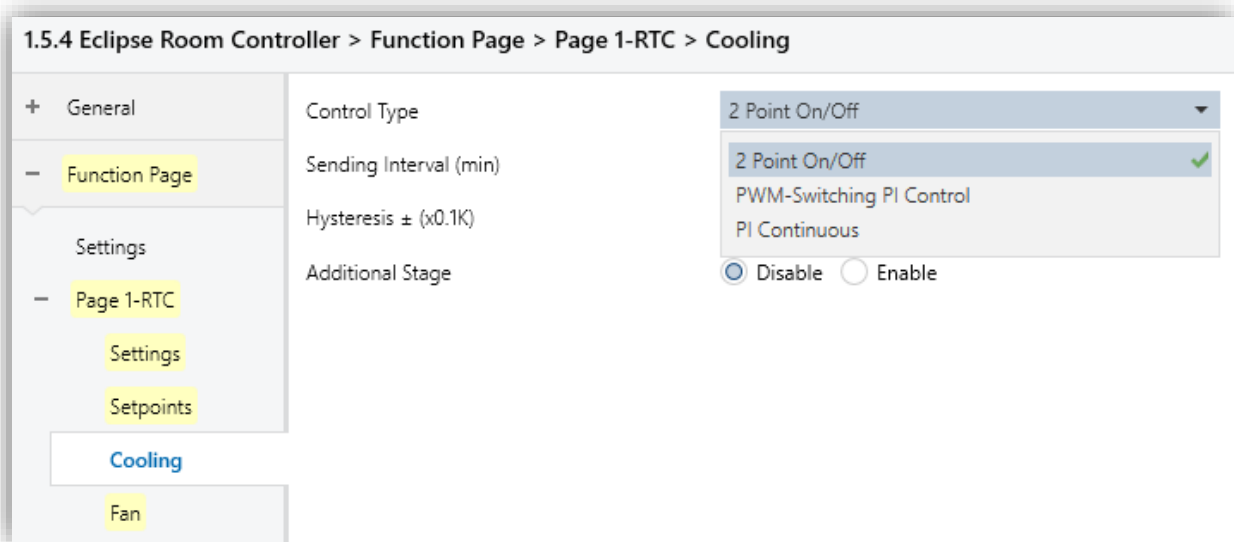 1.5.4 Eclipse Room Controller > Function Page > Page 1-RTC > Cooling
+ General
− Function Page
Settings
− Page 1-RTC
Settings
Setpoints
Cooling
Fan
Control Type
2 Point On/Off
2 Point On/Off
PWM-Switching PI Control
PI Continuous
Sending Interval (min)
Hysteresis ± (x0.1K)
Additional Stage
Disable Enable